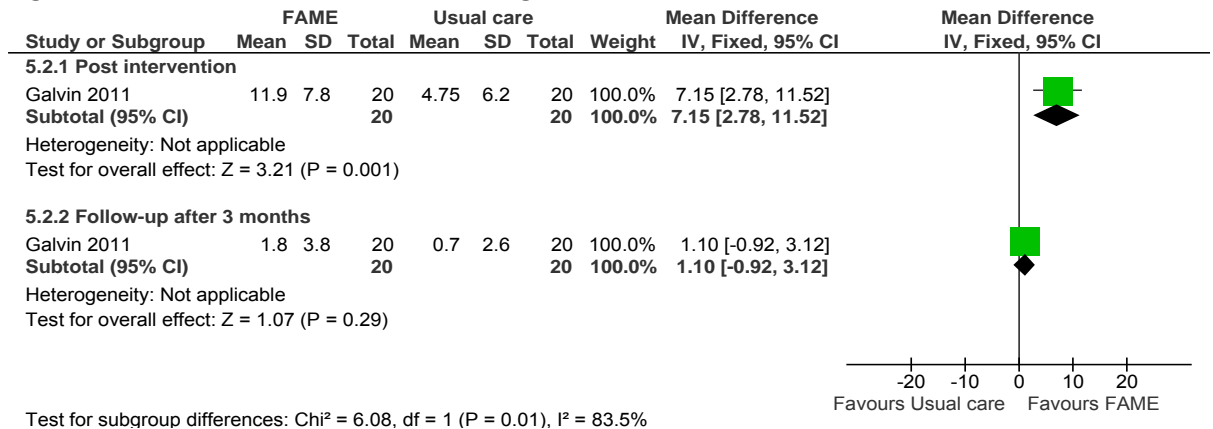 FAME Usual care Mean Difference Mean Difference
Study or Subgroup Mean SD Total Mean SD Total Weight IV, Fixed, 95% CI IV, Fixed, 95% CI
5.2.1 Post intervention
Galvin 2011 11.9 7.8 20 4.75 6.2 20 100.0% 7.15 [2.78, 11.52]
Subtotal (95% CI) 20 20 100.0% 7.15 [2.78, 11.52]
Heterogeneity: Not applicable
Test for overall effect: Z = 3.21 (P = 0.001)
5.2.2 Follow-up after 3 months
Galvin 2011 1.8 3.8 20 0.7 2.6 20 100.0% 1.10 [-0.92, 3.12]
Subtotal (95% CI) 20 20 100.0% 1.10 [-0.92, 3.12]
Heterogeneity: Not applicable
Test for overall effect: Z = 1.07 (P = 0.29)
-20 -10 0 10 20
Favours Usual care Favours FAME
Test for subgroup differences: Chi² = 6.08, df = 1 (P = 0.01), I² = 83.5%